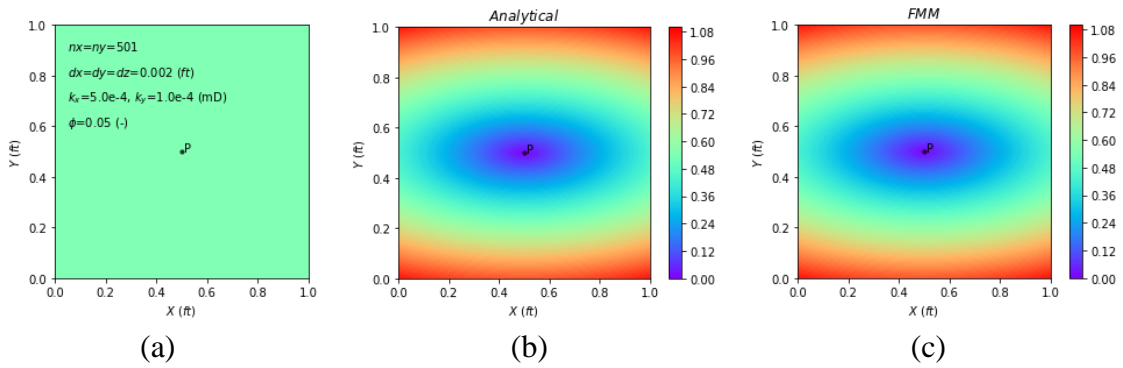 nx=ny=501
dx=dy=dz=0.002 (ft)
kₓ=5.0e-4, k_y=1.0e-4 (mD)
ϕ=0.05 (-)
P
1.0
0.8
0.6
0.4
0.2
0.0
Y (ft)
0.0 0.2 0.4 0.6 0.8 1.0
X (ft)
(a)
Analytical
P
1.0
0.8
0.6
0.4
0.2
0.0
Y (ft)
0.0 0.2 0.4 0.6 0.8 1.0
X (ft)
1.08
0.96
0.84
0.72
0.60
0.48
0.36
0.24
0.12
0.00
(b)
FMM
P
1.0
0.8
0.6
0.4
0.2
0.0
Y (ft)
0.0 0.2 0.4 0.6 0.8 1.0
X (ft)
1.08
0.96
0.84
0.72
0.60
0.48
0.36
0.24
0.12
0.00
(c)